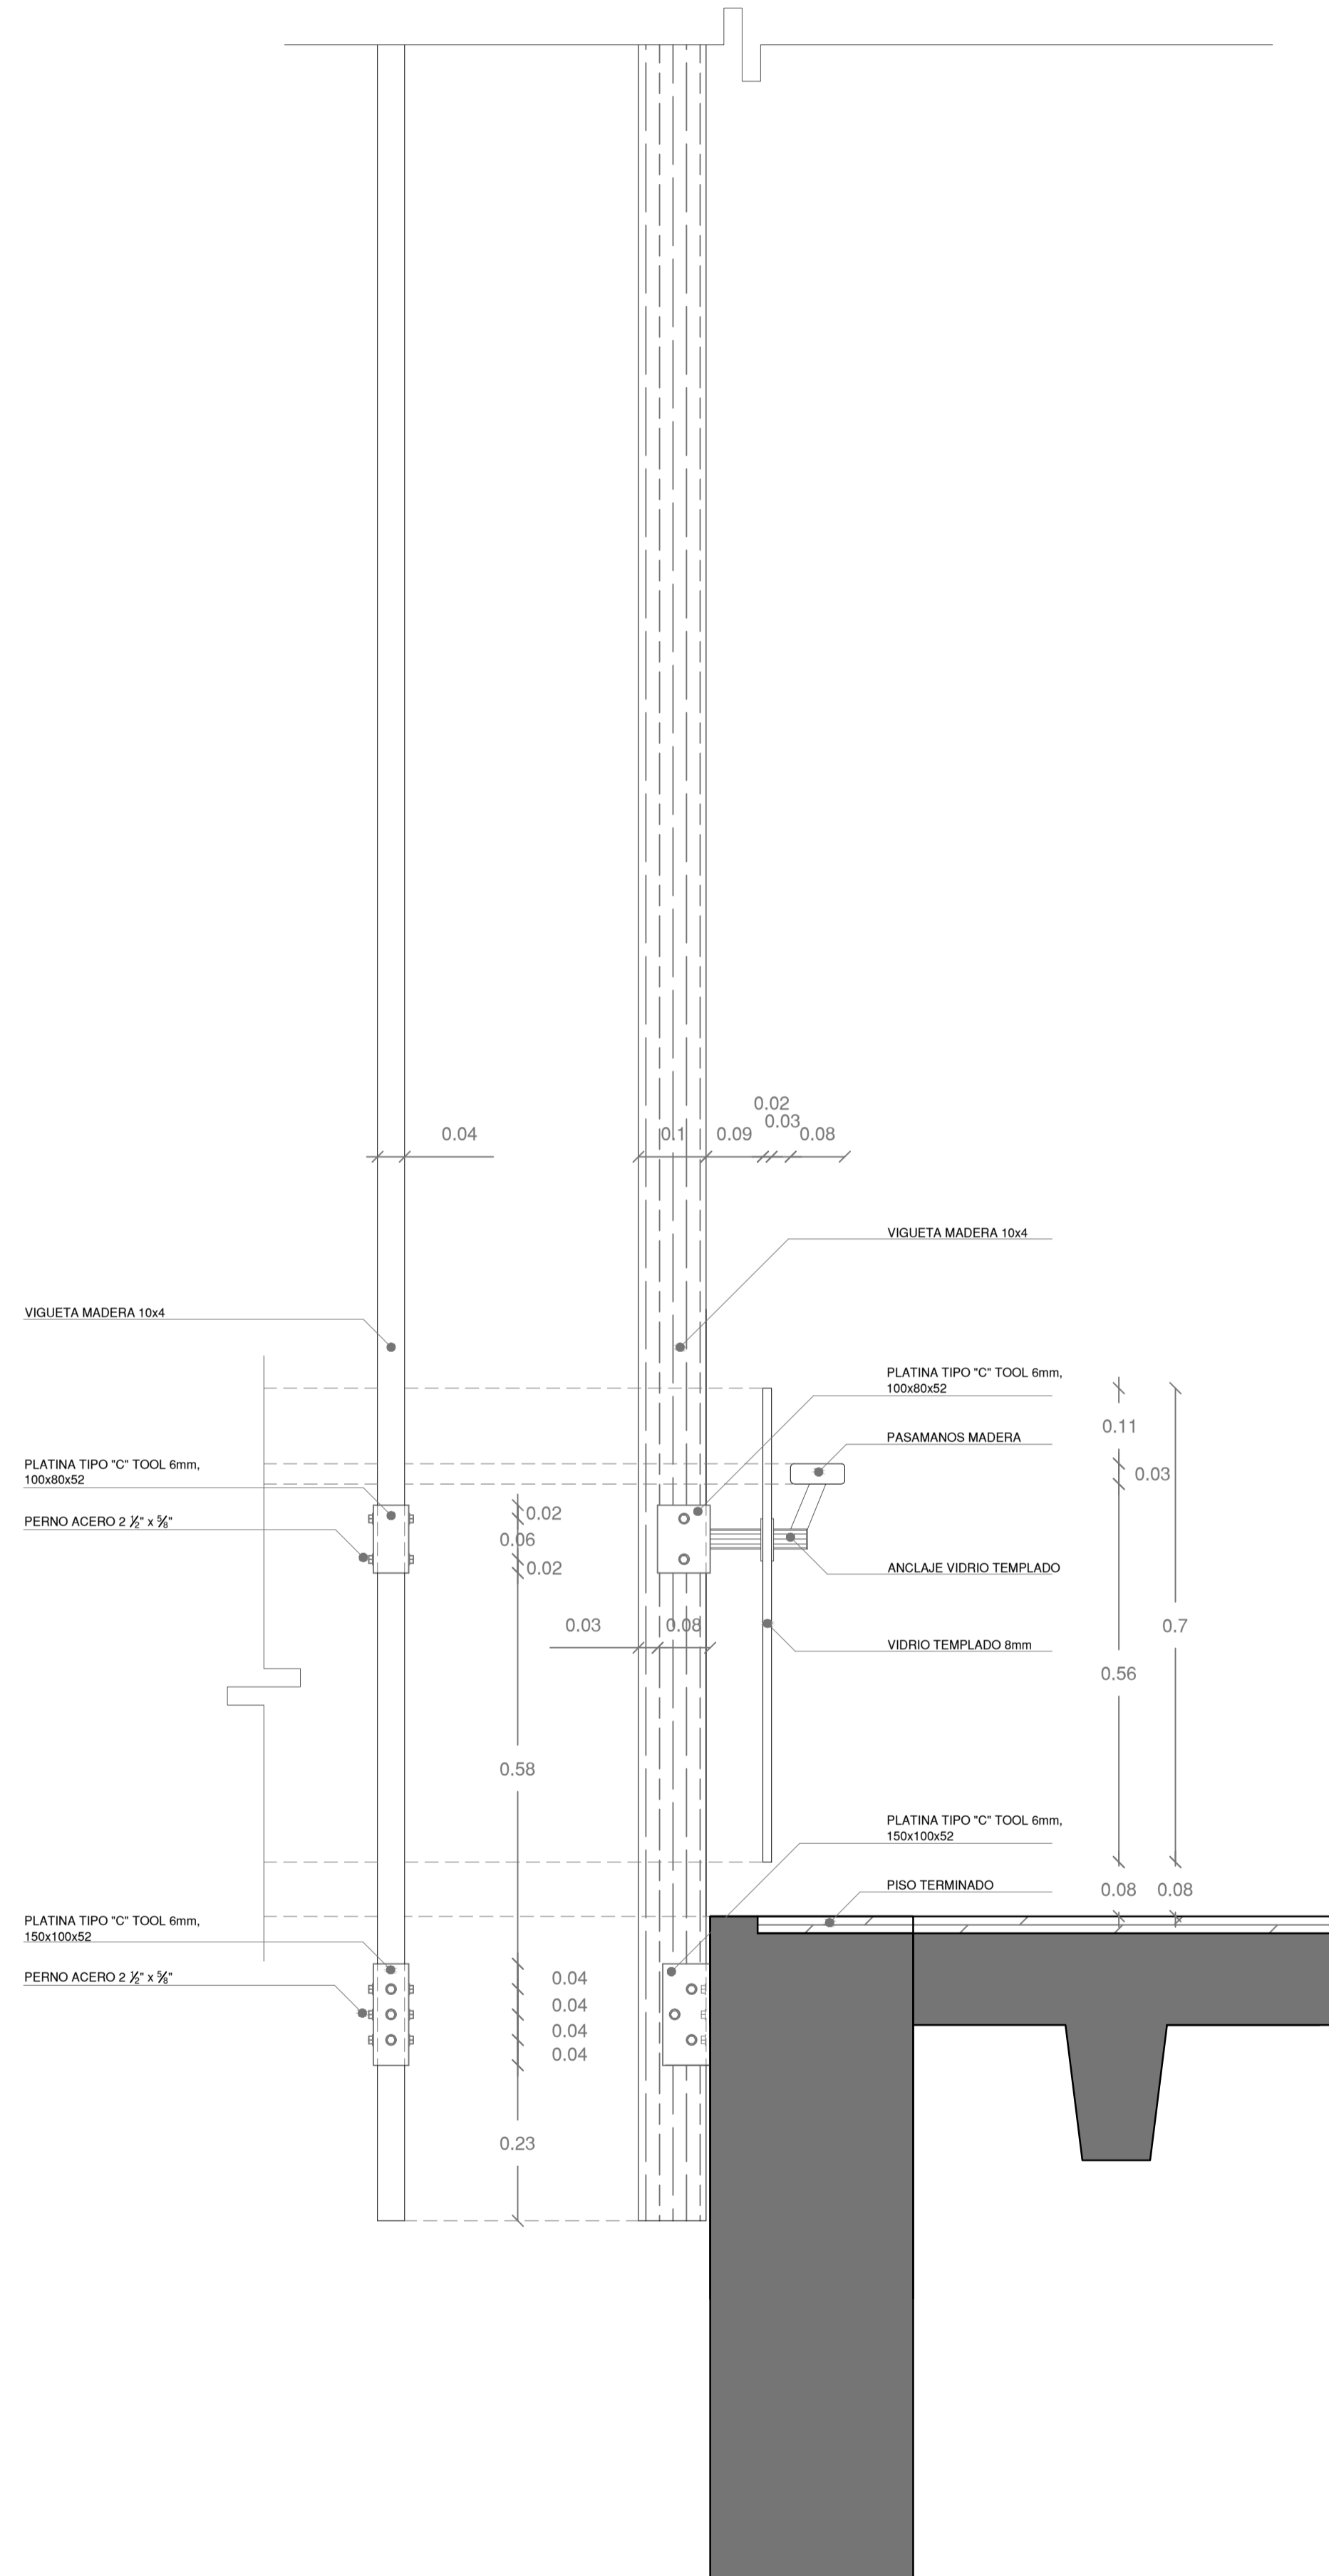 0.02
0.03
0.04
0.1
0.09
0.08
VIGUETA MADERA 10x4
VIGUETA MADERA 10x4
PLATINA TIPO "C" TOOL 6mm,
100x80x52
0.11
PASAMANOS MADERA
PLATINA TIPO "C" TOOL 6mm,
100x80x52
0.03
0.02
PERNO ACERO 2 ½" x ⅝"
0.06
0.02
ANCLAJE VIDRIO TEMPLADO
0.03
0.08
0.7
VIDRIO TEMPLADO 8mm
0.56
0.58
PLATINA TIPO "C" TOOL 6mm,
150x100x52
PISO TERMINADO
0.08
0.08
PLATINA TIPO "C" TOOL 6mm,
150x100x52
PERNO ACERO 2 ½" x ⅝"
0.04
0.04
0.04
0.04
0.23